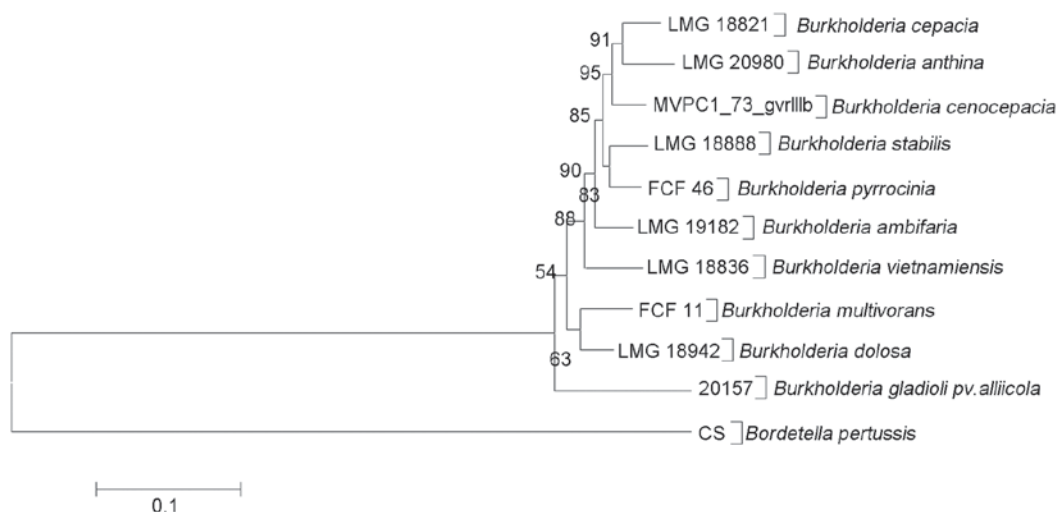 LMG 18821 Burkholderia cepacia
91
LMG 20980 Burkholderia anthina
95
MVPC1_73_gvrlllb Burkholderia cenocepacia
85
LMG 18888 Burkholderia stabilis
90
FCF 46 Burkholderia pyrrocinia
83
88
LMG 19182 Burkholderia ambifaria
LMG 18836 Burkholderia vietnamiensis
54
FCF 11 Burkholderia multivorans
LMG 18942 Burkholderia dolosa
63
20157 Burkholderia gladioli pv.alliicola
CS Bordetella pertussis
0.1